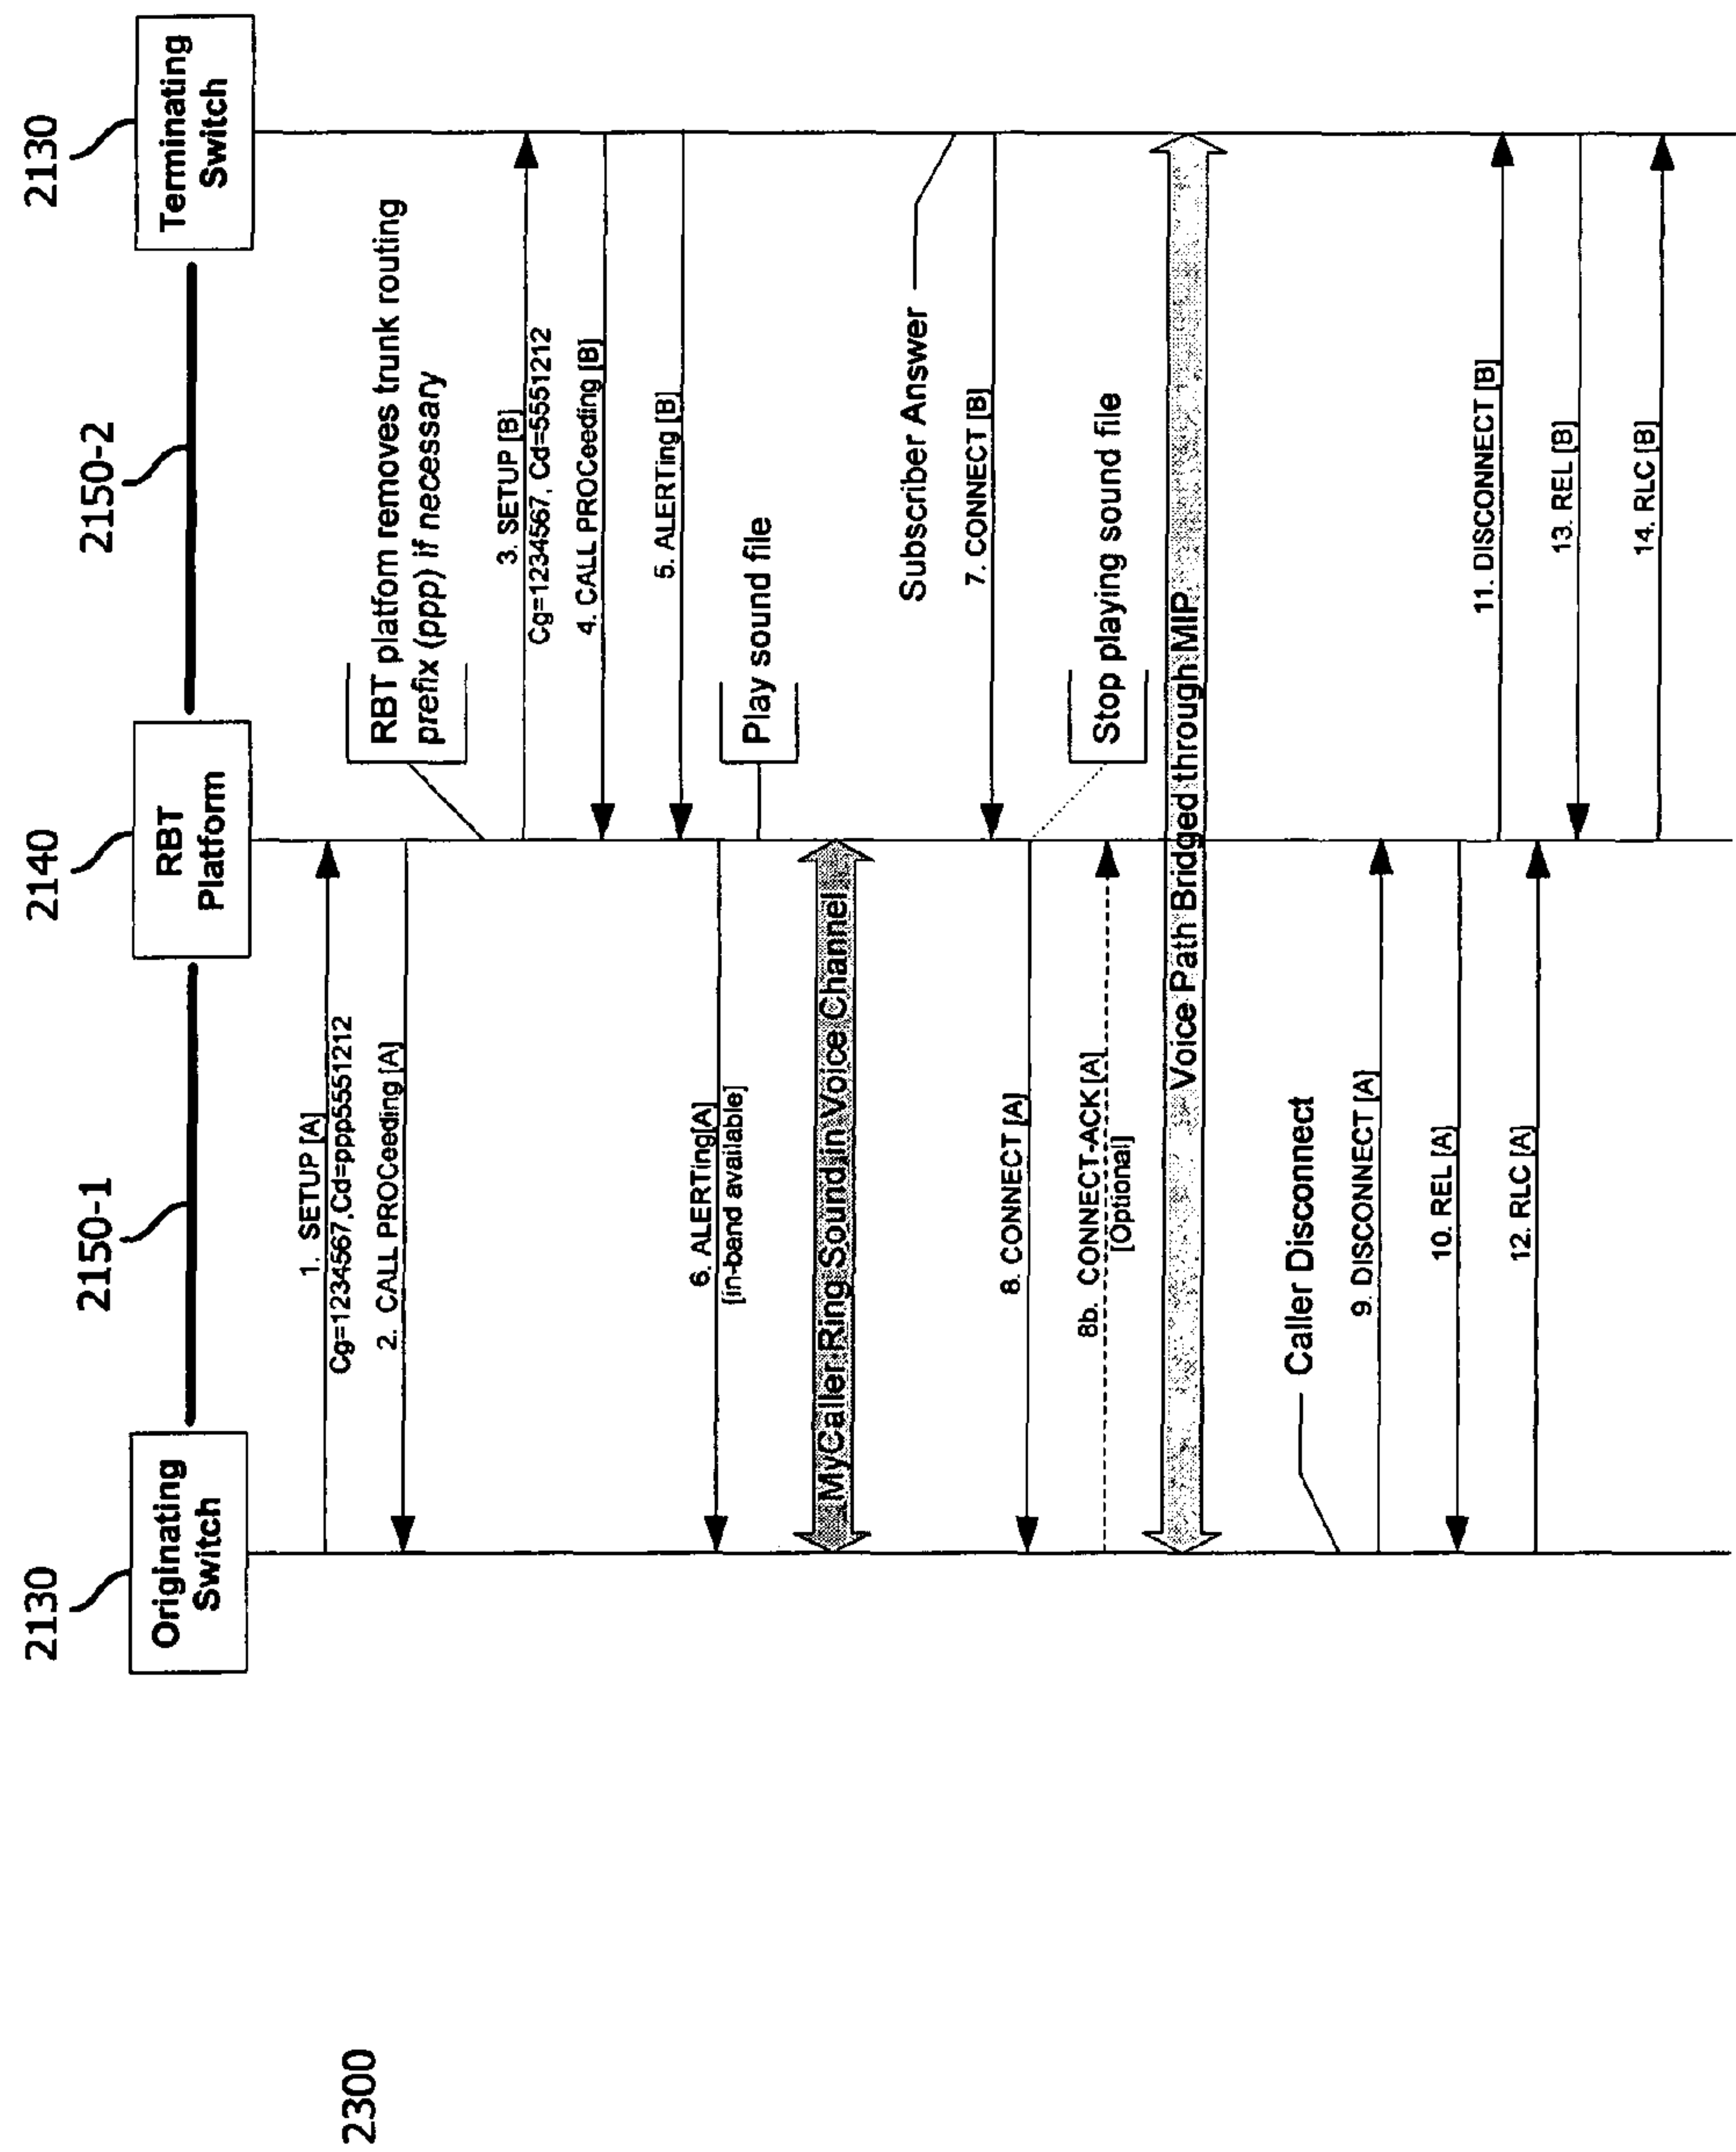 2130
2150-1
2140
2150-2
2130
Originating
Switch
RBT
Platform
Terminating
Switch
1. SETUP [A]
Cg=1234567,Cd=ppp5551212
2. CALL PROCeeding [A]
RBT platfom removes trunk routing
prefix (ppp) if necessary
3. SETUP [B]
Cg=1234567, Cd=5551212
4. CALL PROCeeding [B]
5. ALERTing [B]
6. ALERTing[A]
[in-band available]
Play sound file
MyCaller Ring Sound in Voice Channel
Subscriber Answer
7. CONNECT [B]
8. CONNECT [A]
Stop playing sound file
8b. CONNECT-ACK [A]
[Optional]
Voice Path Bridged through MIP
Caller Disconnect
9. DISCONNECT [A]
10. REL [A]
11. DISCONNECT [B]
12. RLC [A]
13. REL [B]
14. RLC [B]
2300